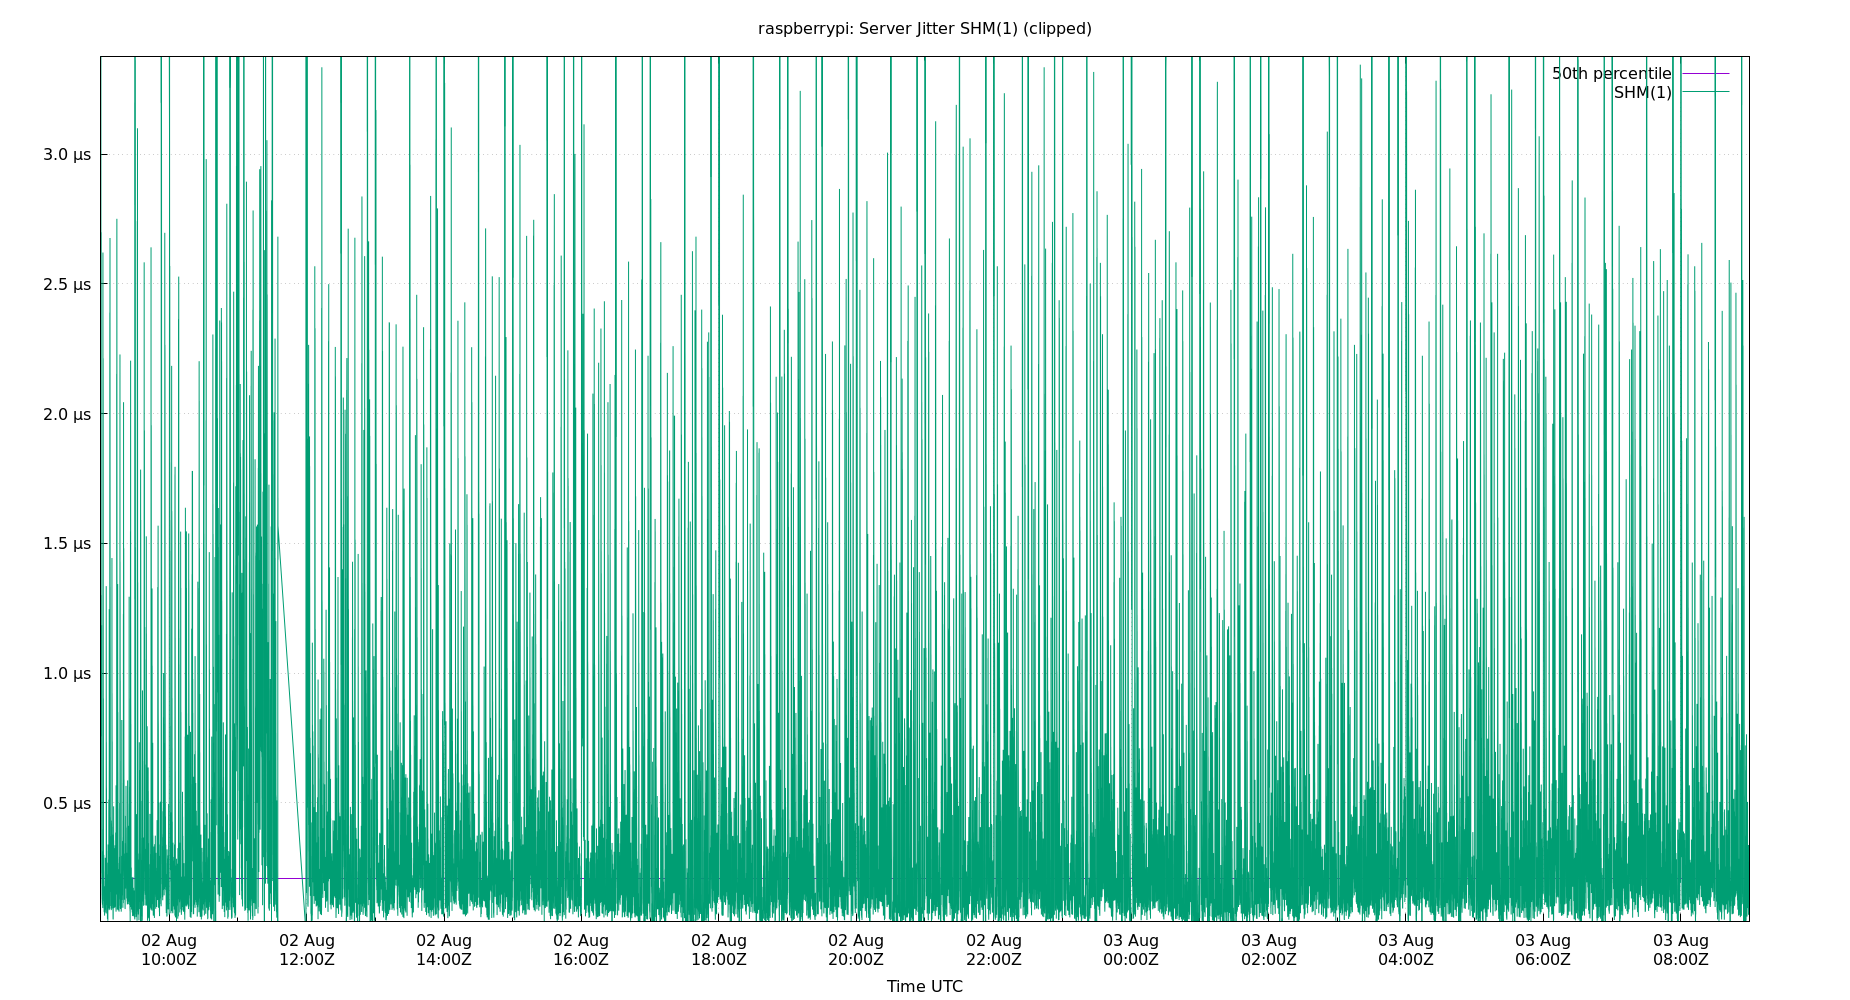 raspberrypi: Server Jitter SHM(1) (clipped)
50th percentile
SHM(1)
3.0 µs
2.5 µs
2.0 µs
1.5 µs
1.0 µs
0.5 µs
02 Aug 02 Aug 02 Aug 02 Aug 02 Aug 02 Aug 02 Aug 03 Aug 03 Aug 03 Aug 03 Aug 03 Aug
10:00Z 12:00Z 14:00Z 16:00Z 18:00Z 20:00Z 22:00Z 00:00Z 02:00Z 04:00Z 06:00Z 08:00Z
Time UTC